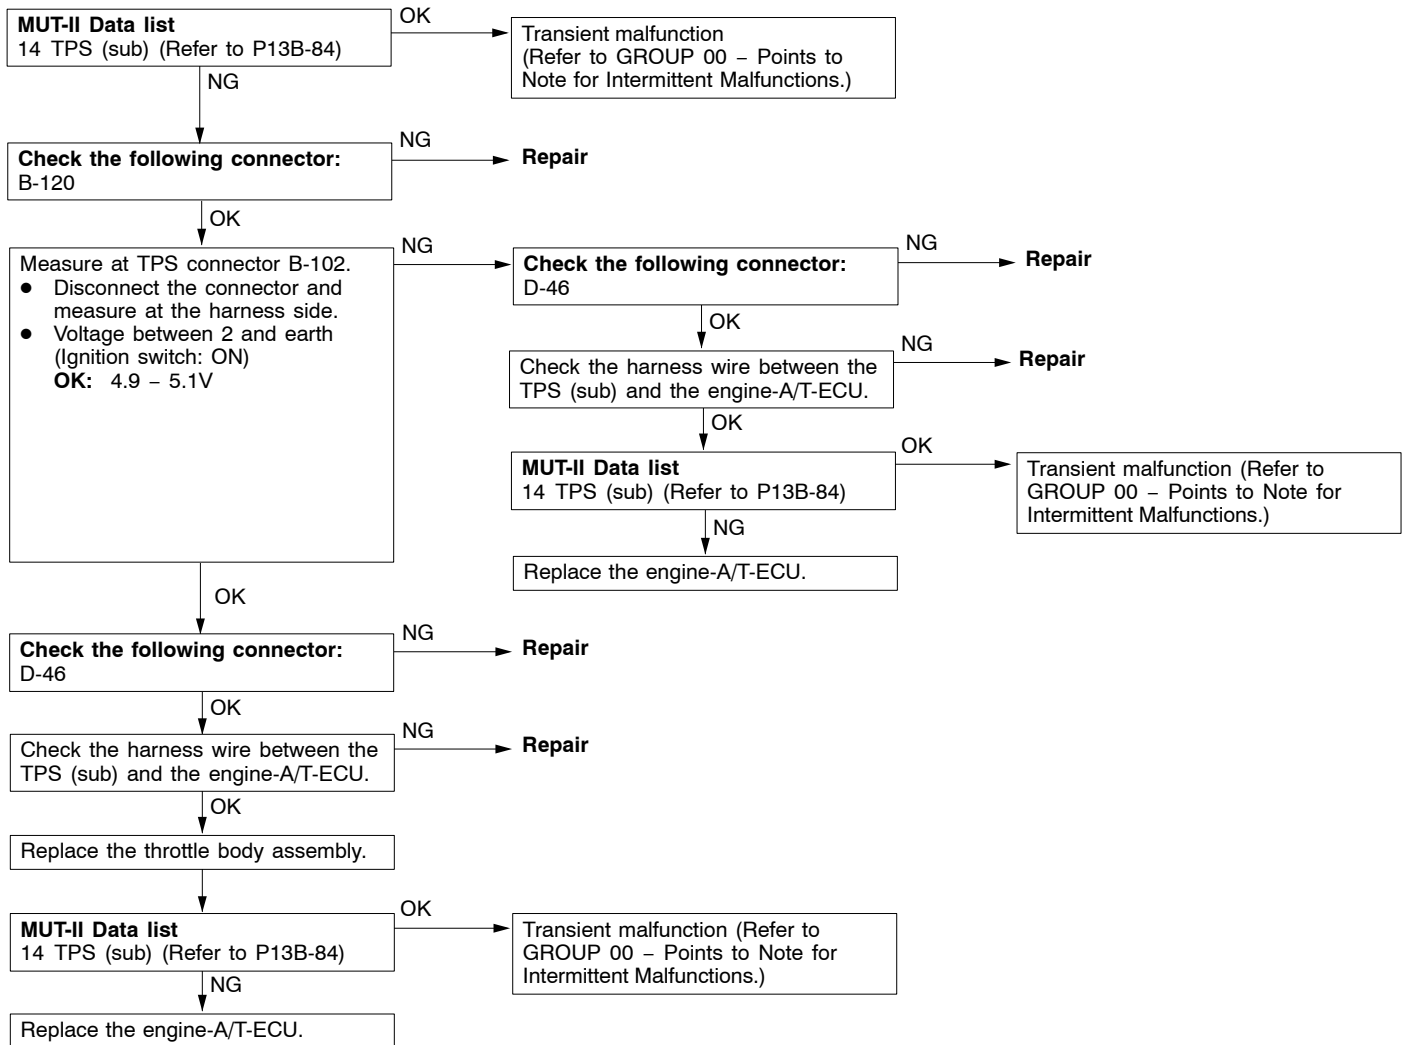 MUT-II Data list
14 TPS (sub) (Refer to P13B-84)
OK
Transient malfunction
(Refer to GROUP 00 – Points to
Note for Intermittent Malfunctions.)
NG
Check the following connector:
B-120
NG
Repair
OK
Measure at TPS connector B-102.
● Disconnect the connector and
measure at the harness side.
● Voltage between 2 and earth
(Ignition switch: ON)
OK: 4.9 – 5.1V
NG
Check the following connector:
D-46
NG
Repair
OK
Check the harness wire between the
TPS (sub) and the engine-A/T-ECU.
NG
Repair
OK
MUT-II Data list
14 TPS (sub) (Refer to P13B-84)
OK
Transient malfunction (Refer to
GROUP 00 – Points to Note for
Intermittent Malfunctions.)
NG
Replace the engine-A/T-ECU.
OK
Check the following connector:
D-46
NG
Repair
OK
Check the harness wire between the
TPS (sub) and the engine-A/T-ECU.
NG
Repair
OK
Replace the throttle body assembly.
MUT-II Data list
14 TPS (sub) (Refer to P13B-84)
OK
Transient malfunction (Refer to
GROUP 00 – Points to Note for
Intermittent Malfunctions.)
NG
Replace the engine-A/T-ECU.